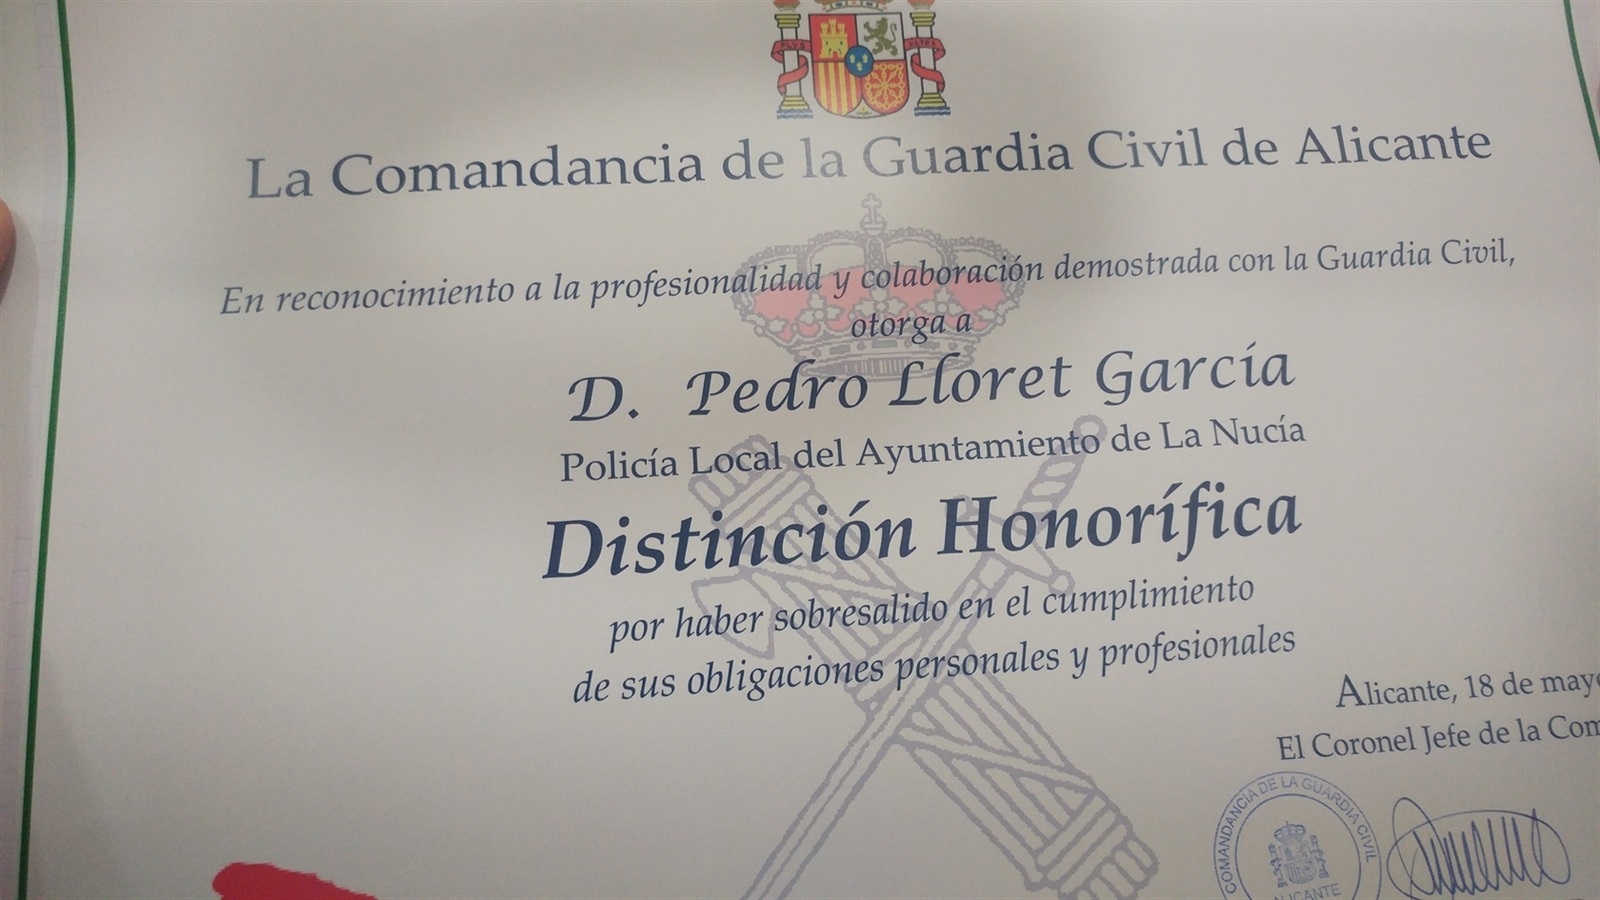 PLUS VLTRA
La Comandancia de la Guardia Civil de Alicante
En reconocimiento a la profesionalidad y colaboración demostrada con la Guardia Civil,
otorga a
D. Pedro Lloret García
Policía Local del Ayuntamiento de La Nucía
Distinción Honorífica
por haber sobresalido en el cumplimiento
de sus obligaciones personales y profesionales
Alicante, 18 de mayo
El Coronel Jefe de la Com
COMANDANCIA DE LA GUARDIA CIVIL
ALICANTE